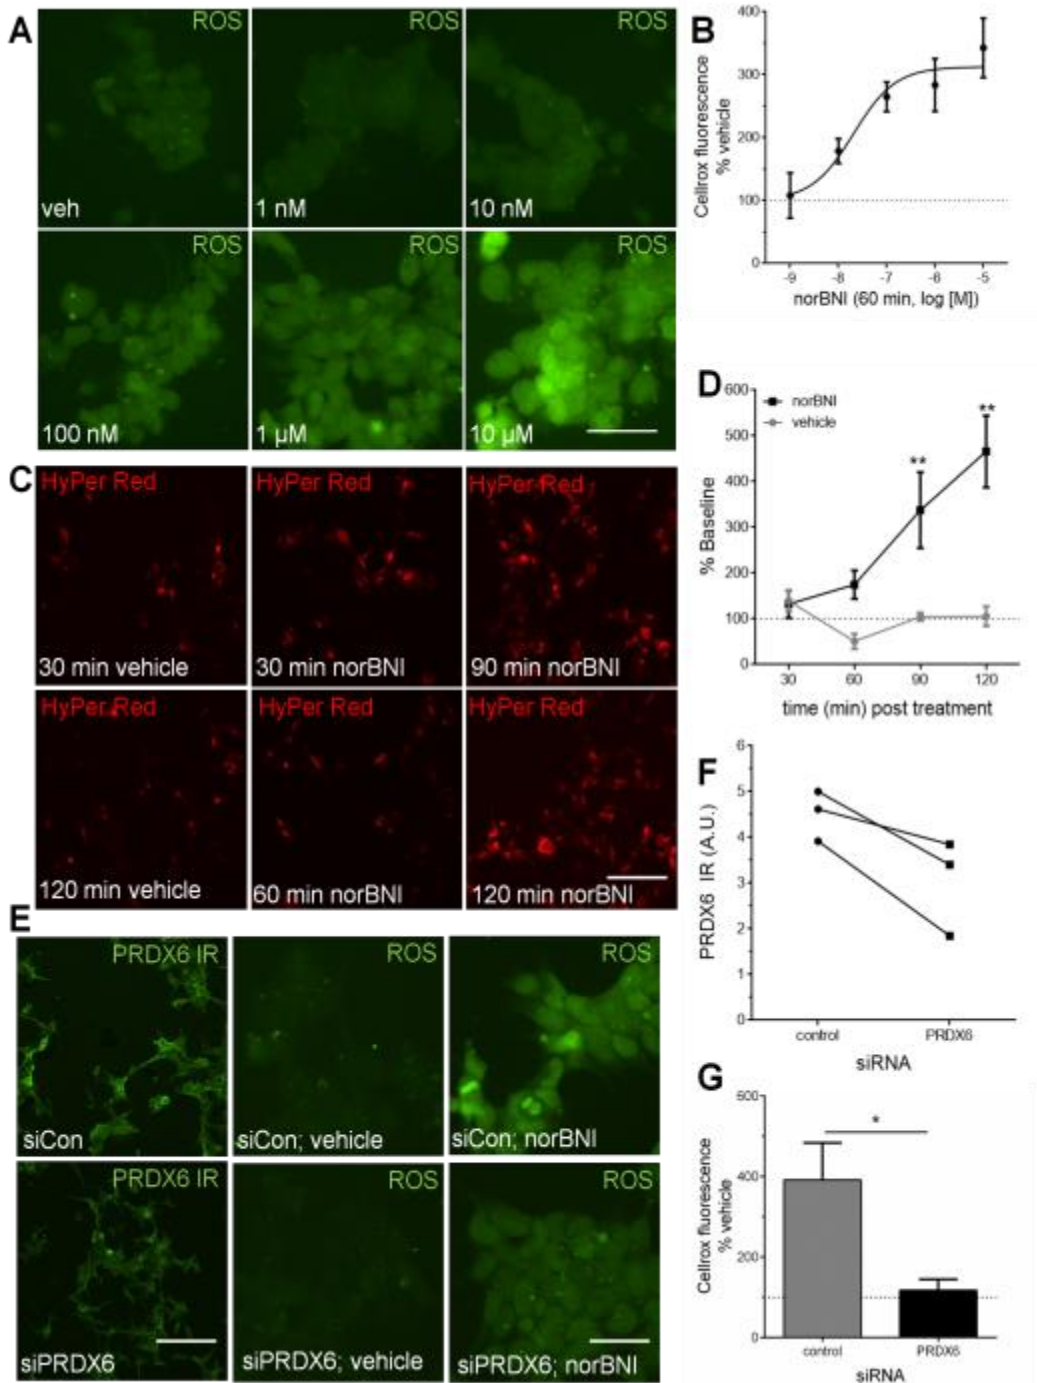 A
ROS
ROS
ROS
veh
1 nM
10 nM
ROS
ROS
ROS
100 nM
1 µM
10 µM
B
400
300
200
100
0
Cellrox fluorescence
% vehicle
-9
-8
-7
-6
-5
norBNI (60 min, log [M])
C
HyPer Red
HyPer Red
HyPer Red
30 min vehicle
30 min norBNI
90 min norBNI
HyPer Red
HyPer Red
HyPer Red
120 min vehicle
60 min norBNI
120 min norBNI
D
600
500
400
300
200
100
0
% Baseline
norBNI
vehicle
**
**
30
60
90
120
time (min) post treatment
E
PRDX6 IR
ROS
ROS
siCon
siCon; vehicle
siCon; norBNI
PRDX6 IR
ROS
ROS
siPRDX6
siPRDX6; vehicle
siPRDX6; norBNI
F
6
5
4
3
2
1
0
PRDX6 IR (A.U.)
control
PRDX6
siRNA
G
600
400
200
0
Cellrox fluorescence
% vehicle
*
control
PRDX6
siRNA